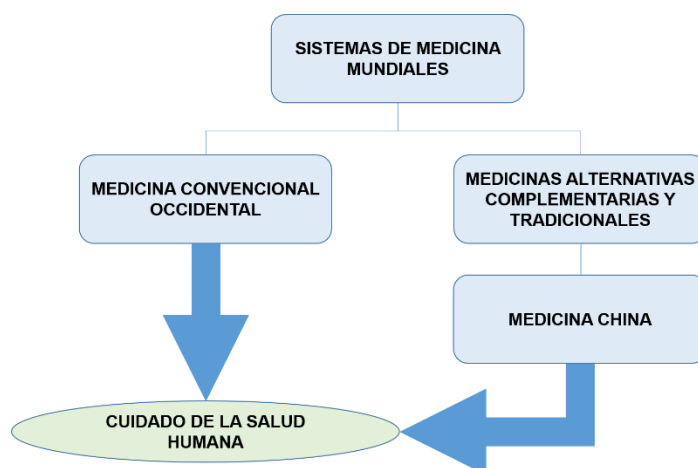 SISTEMAS DE MEDICINA
MUNDIALES
MEDICINA CONVENCIONAL
OCCIDENTAL
MEDICINAS ALTERNATIVAS
COMPLEMENTARIAS Y
TRADICIONALES
MEDICINA CHINA
CUIDADO DE LA SALUD
HUMANA